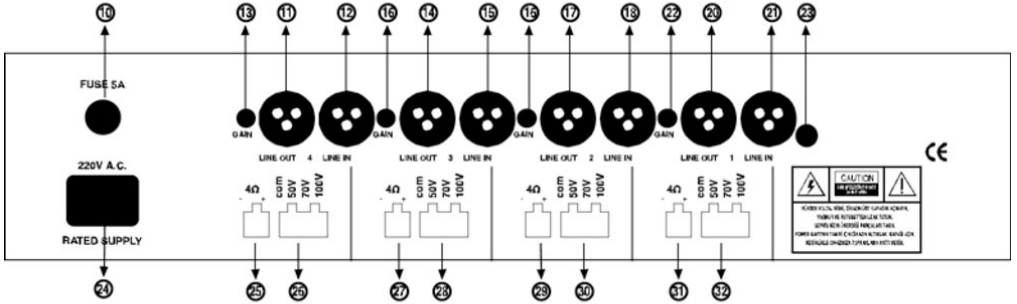 10 13 11 12 16 14 15 17 18 22 20 21 23
FUSE 5A
GAIN GAIN GAIN GAIN
LINE OUT 4 LINE IN LINE OUT 3 LINE IN LINE OUT 2 LINE IN LINE OUT 1 LINE IN
CE
220V A.C.
4Ω com 50V 70V 100V 4Ω com 50V 70V 100V 4Ω com 50V 70V 100V 4Ω com 50V 70V 100V
- + - + - + - +
CAUTION
RATED SUPPLY
24 25 26 27 28 29 30 31 32